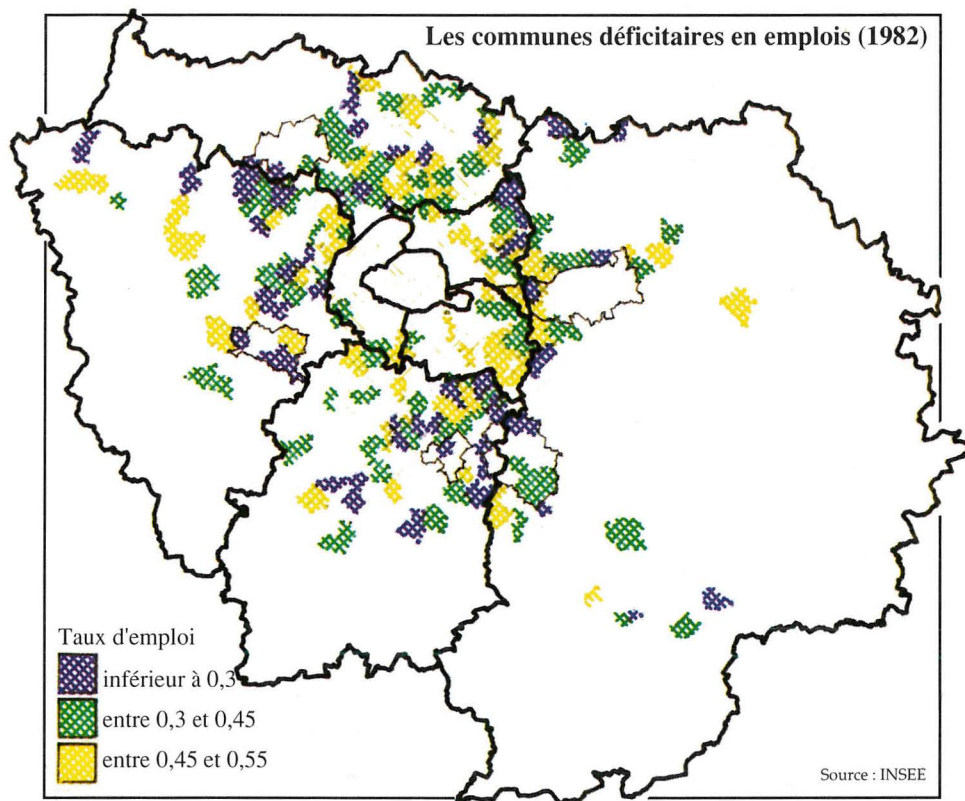 Les communes déficitaires en emplois (1982)
Taux d'emploi
inférieur à 0,3
entre 0,3 et 0,45
entre 0,45 et 0,55
Source : INSEE